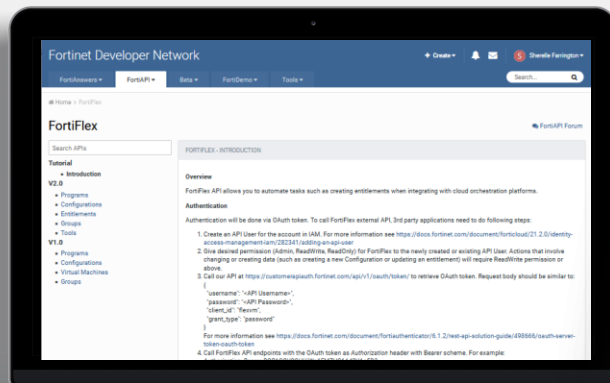 Fortinet Developer Network
+ Create
S Sherelle Farrington
FortiAnswers
FortiAPI
Beta
FortiDemo
Tools
Search...
Home > FortiFlex
FortiFlex
FortiAPI Forum
Search APIs
Tutorial
Introduction
V2.0
Programs
Configurations
Entitlements
Groups
Tools
V1.0
Programs
Configurations
Virtual Machines
Groups
FORTIFLEX - INTRODUCTION
Overview
FortiFlex API allows you to automate tasks such as creating entitlements when integrating with cloud orchestration platforms.
Authentication
Authentication will be done via OAuth token. To call FortiFlex external API, 3rd party applications need to do following steps:
1. Create an API User for the account in IAM. For more information see https://docs.fortinet.com/document/forticloud/21.2.0/identity-
access-management-iam/282341/adding-an-api-user
2. Give desired permission (Admin, ReadWrite, ReadOnly) for FortiFlex to the newly created or existing API User. Actions that involve
changing or creating data (such as creating a new Configuration or updating an entitlement) will require ReadWrite permission or
above.
3. Call our API at https://customerapiauth.fortinet.com/api/v1/oauth/token/ to retrieve OAuth token. Request body should be similar to:
{
"username": "<API Username>",
"password": "<API Password>",
"client_id": "flexvm",
"grant_type": "password"
}
For more information see https://docs.fortinet.com/document/fortiauthenticator/6.1.2/rest-api-solution-guide/498666/oauth-server-
token-oauth-token
4. Call FortiFlex API endpoints with the OAuth token as Authorization header with Bearer scheme. For example: